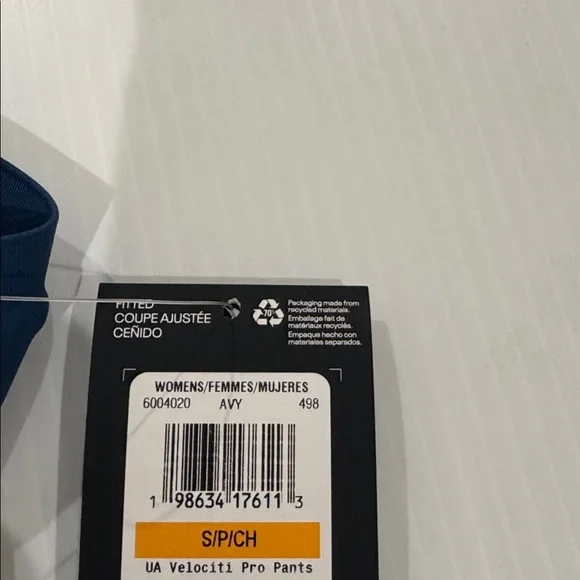 FITTED
COUPE AJUSTÉE
CEÑIDO
70%
Packaging made from
recycled materials.
Emballage fait de
matériaux recyclés.
Empaque hecho con
materiales separados.
WOMENS/FEMMES/MUJERES
6004020 AVY 498
1 98634 17611 3
S/P/CH
UA Velociti Pro Pants